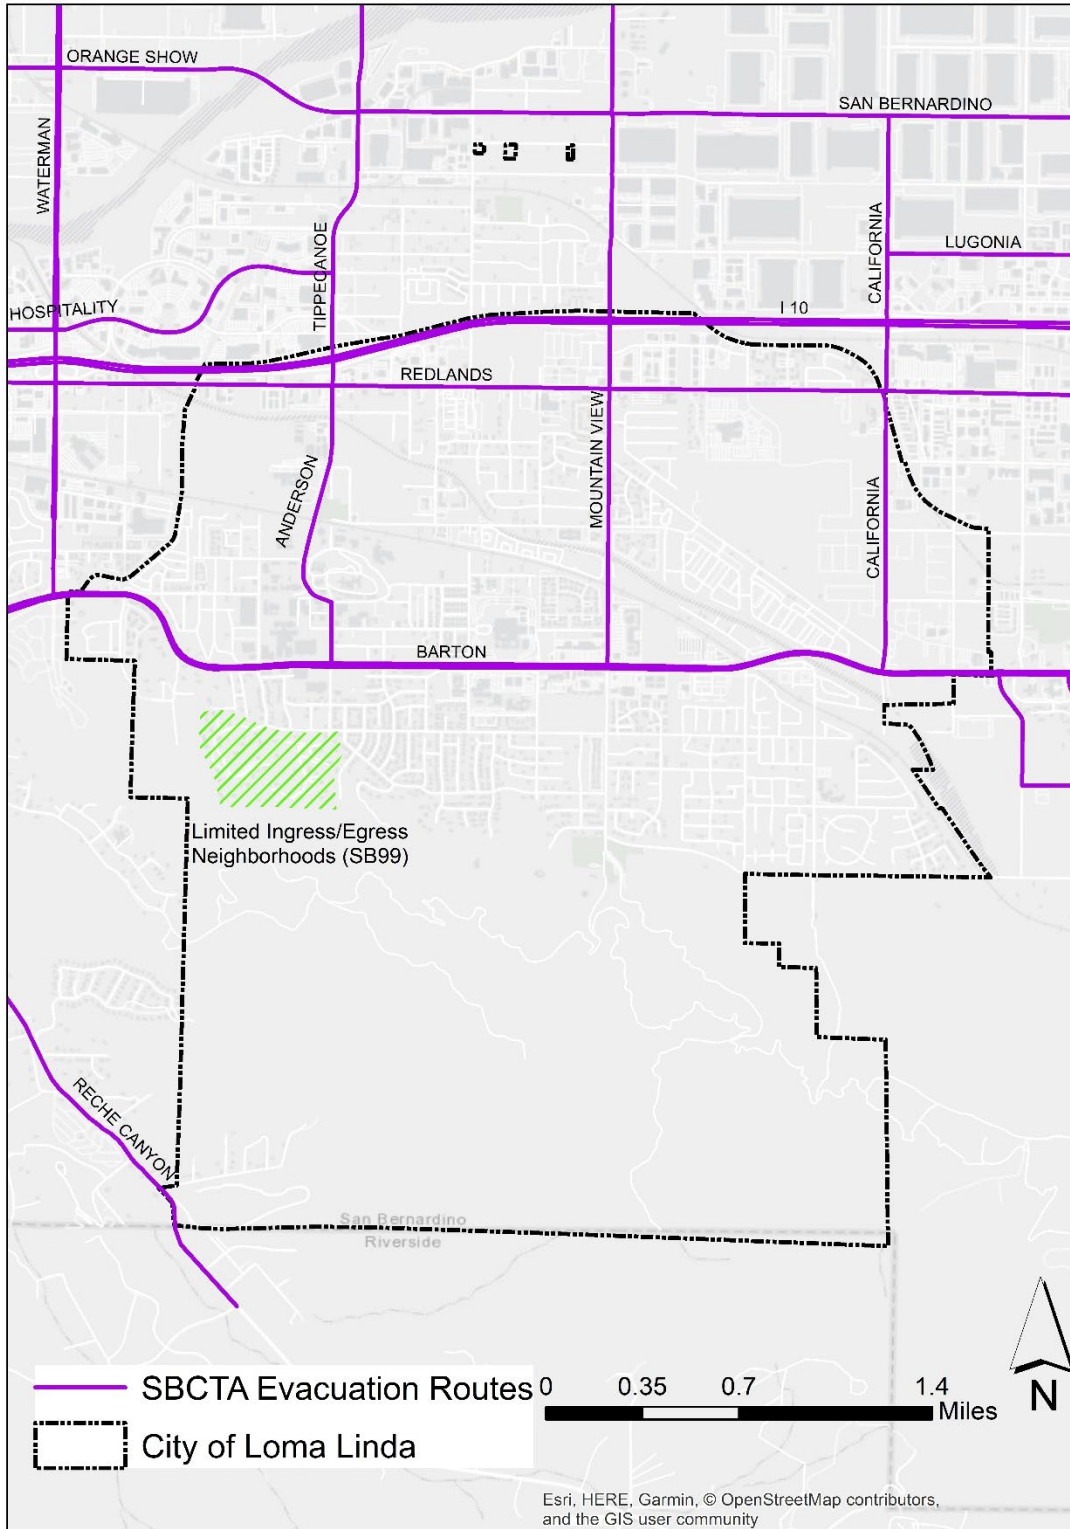 ORANGE SHOW
SAN BERNARDINO
WATERMAN
TIPPECANOE
CALIFORNIA
LUGONIA
HOSPITALITY
I 10
REDLANDS
MOUNTAIN VIEW
ANDERSON
CALIFORNIA
BARTON
Limited Ingress/Egress
Neighborhoods (SB99)
RECHE CANYON
San Bernardino
Riverside
SBCTA Evacuation Routes
City of Loma Linda
0 0.35 0.7 1.4
Miles
N
Esri, HERE, Garmin, © OpenStreetMap contributors,
and the GIS user community